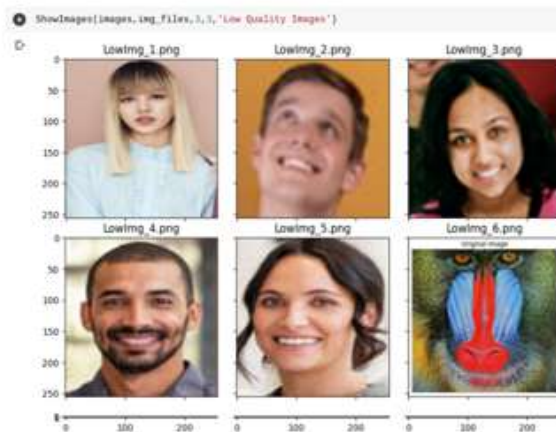 ShowImages(images,img_files,3,3,'Low Quality Images')
LowImg_1.png LowImg_2.png LowImg_3.png
0
50
100
150
200
250
LowImg_4.png LowImg_5.png LowImg_6.png
original image
0
50
100
150
200
250
0 100 200 0 100 200 0 100 200